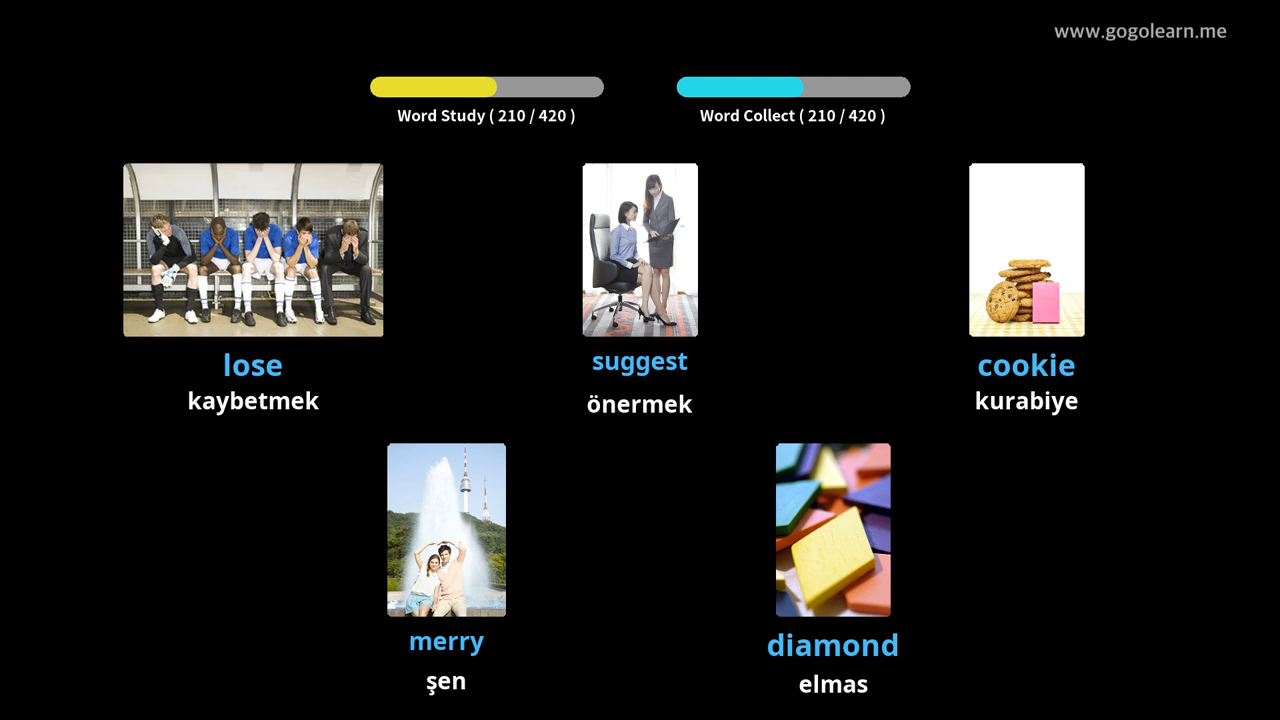 www.gogolearn.me
Word Study ( 210 / 420 )
Word Collect ( 210 / 420 )
lose
kaybetmek
suggest
önermek
cookie
kurabiye
merry
şen
diamond
elmas